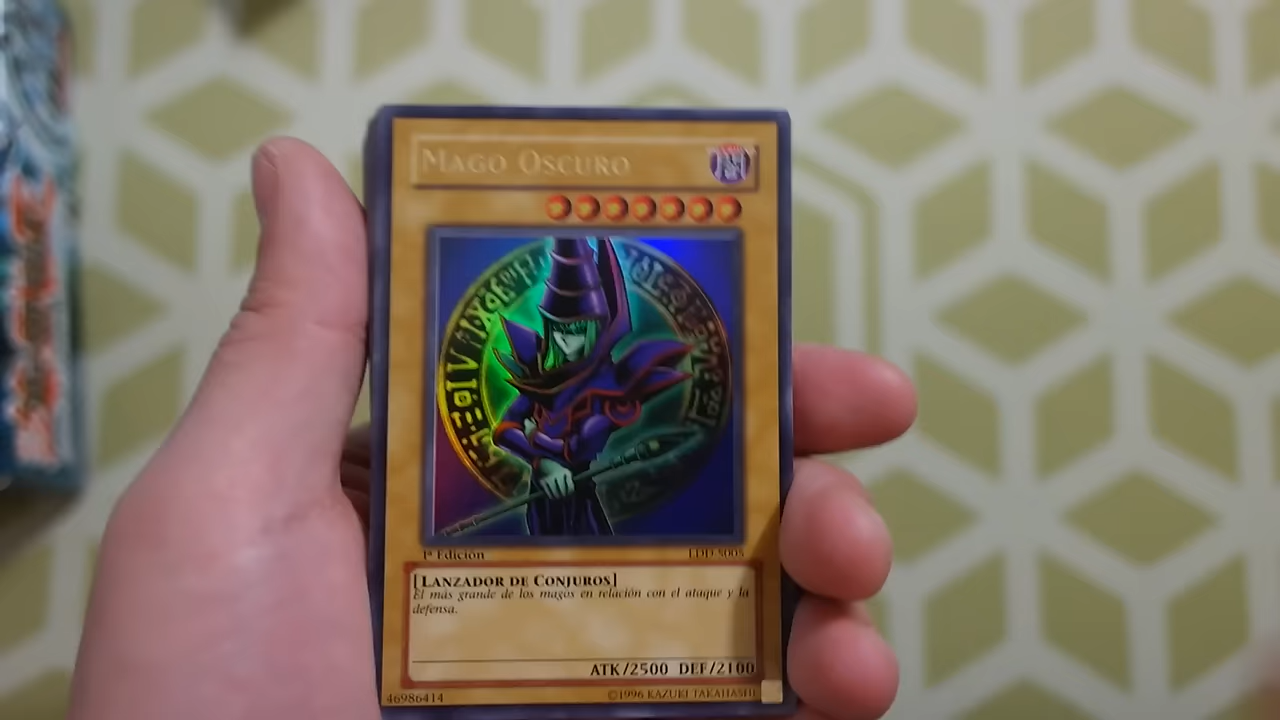 MAGO OSCURO
1ª EDICIÓN LDD-S005
[LANZADOR DE CONJUROS]
El más grande de los magos en relación con el ataque y la
defensa.
ATK/2500 DEF/2100
46986414 ©1996 KAZUKI TAKAHASHI